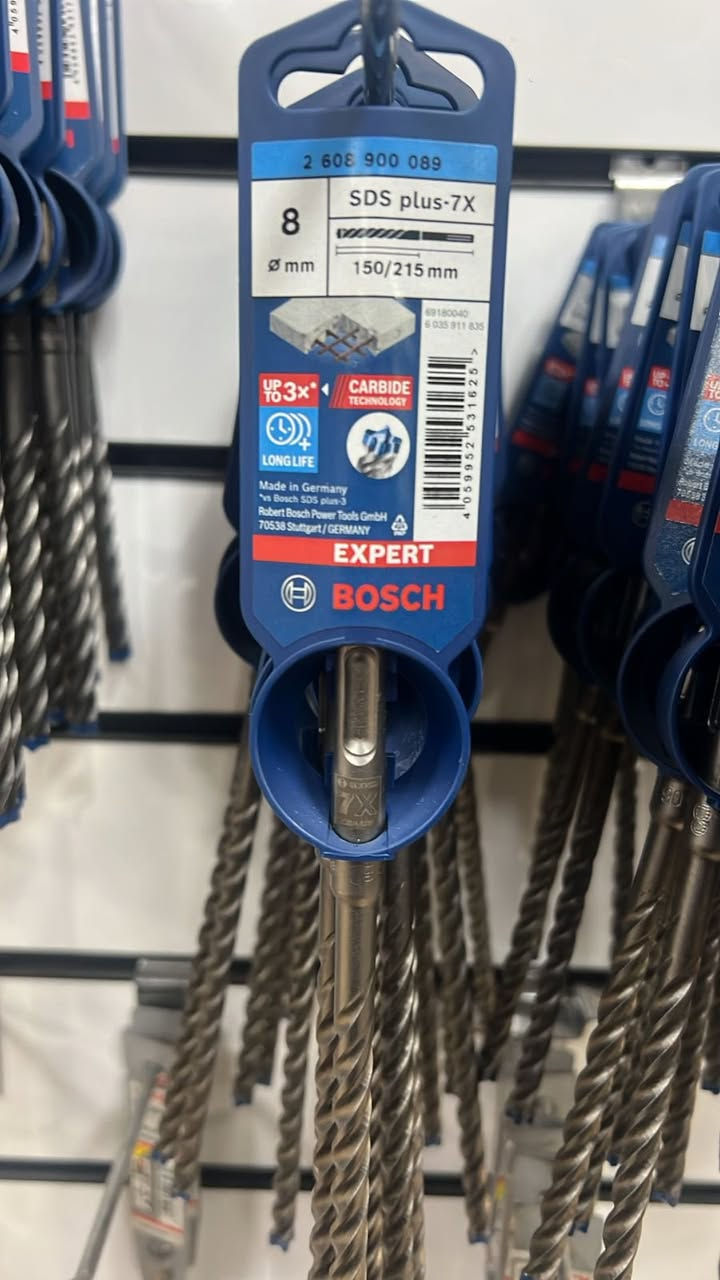 2 608 900 089
8
Ø mm
SDS plus-7X
150/215 mm
69180040
6 035 911 835
UP TO 3x*
CARBIDE
TECHNOLOGY
LONG LIFE
4 059952 531625 >
Made in Germany
*vs Bosch SDS plus-3
Robert Bosch Power Tools GmbH
70538 Stuttgart / GERMANY
EXPERT
BOSCH
7X